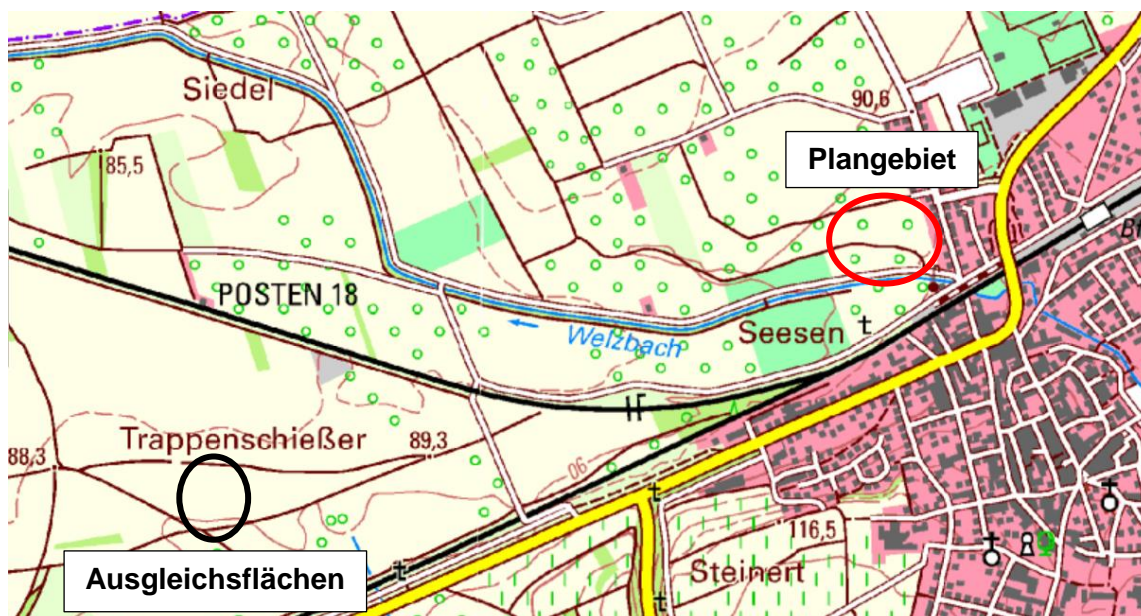 Siedel
90,6
Plangebiet
85,5
POSTEN 18
Welzbach
Seesen
Trappenschießer
89,3
88,3
90
116,5
Steinert
Ausgleichsflächen